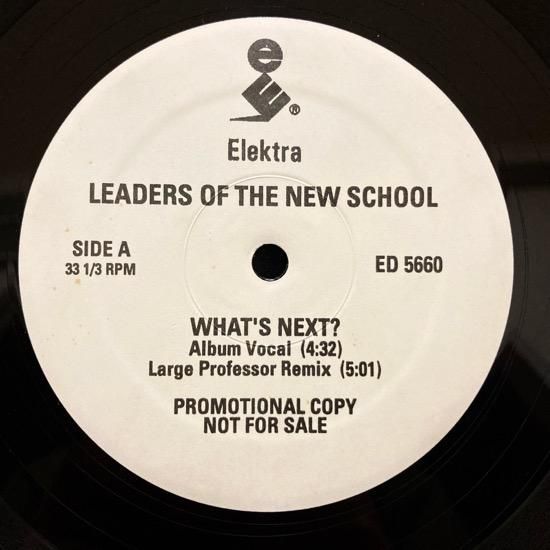 e
E®
Elektra
LEADERS OF THE NEW SCHOOL
SIDE A
33 1/3 RPM
ED 5660
WHAT'S NEXT?
Album Vocal (4:32)
Large Professor Remix (5:01)
PROMOTIONAL COPY
NOT FOR SALE